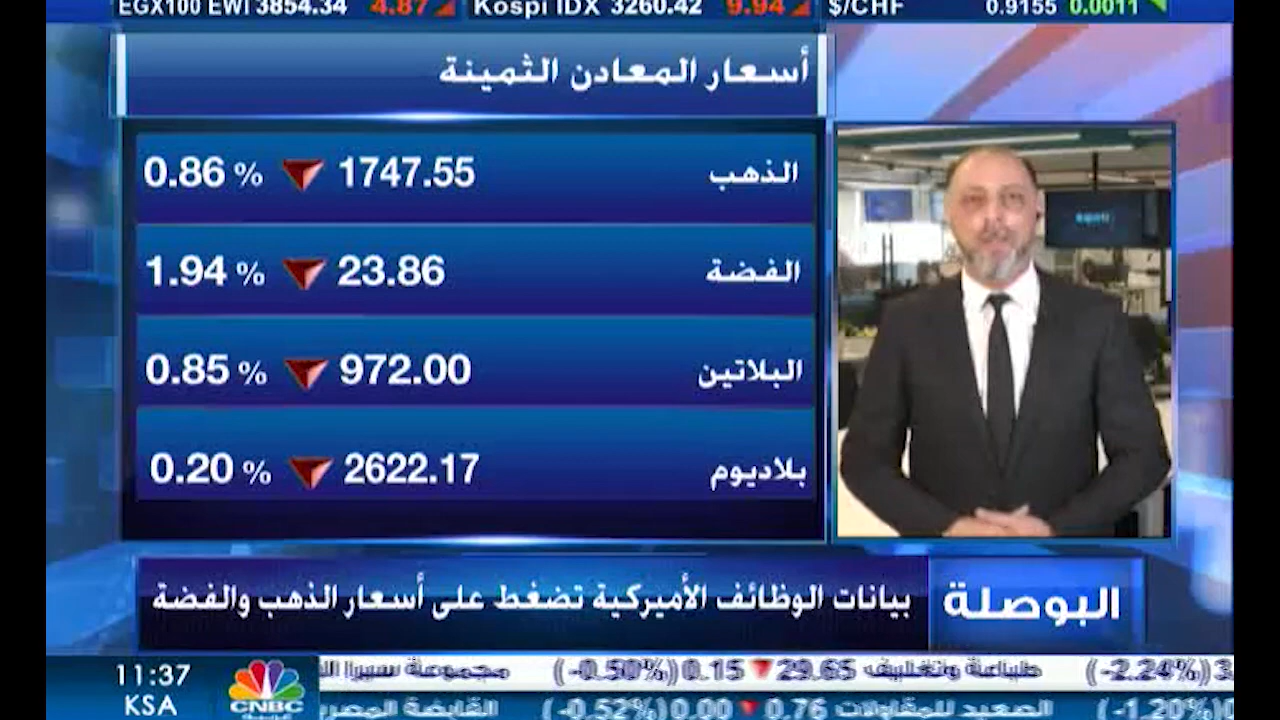 EGX100 EWI 3854.34 4.87 Kospi IDX 3260.42 9.94 $/CHF 0.9155 0.0011
أسعار المعادن الثمينة
الذهب 1747.55 0.86 %
الفضة 23.86 1.94 %
البلاتين 972.00 0.85 %
بلاديوم 2622.17 0.20 %
البوصلة
بيانات الوظائف الأميركية تضغط على أسعار الذهب والفضة
11:37
KSA
CNBC
عربية
(-2.24%) طباعة وتغليف 29.65 0.15 (-0.50%) مجموعة سيرا
(-1.20%) الصعيد للمقاولات 0.76 0.00 (-0.52%) القابضة